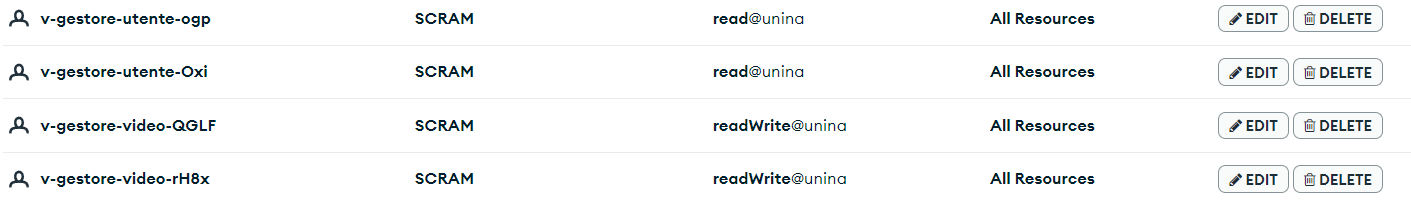 v-gestore-utente-ogp SCRAM read@unina All Resources EDIT DELETE
v-gestore-utente-Oxi SCRAM read@unina All Resources EDIT DELETE
v-gestore-video-QGLF SCRAM readWrite@unina All Resources EDIT DELETE
v-gestore-video-rH8x SCRAM readWrite@unina All Resources EDIT DELETE